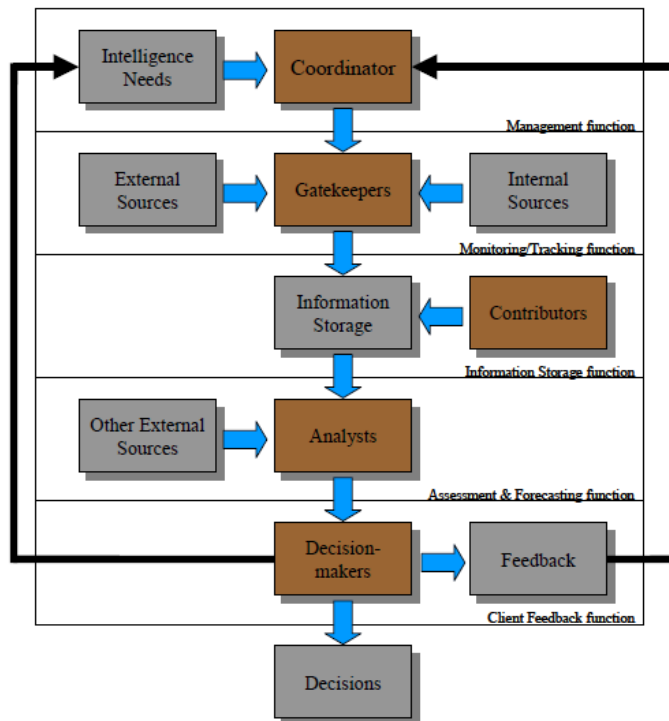 Intelligence
Needs
Coordinator
Management function
External
Sources
Gatekeepers
Internal
Sources
Monitoring/Tracking function
Information
Storage
Contributors
Information Storage function
Other External
Sources
Analysts
Assessment & Forecasting function
Decision-
makers
Feedback
Client Feedback function
Decisions